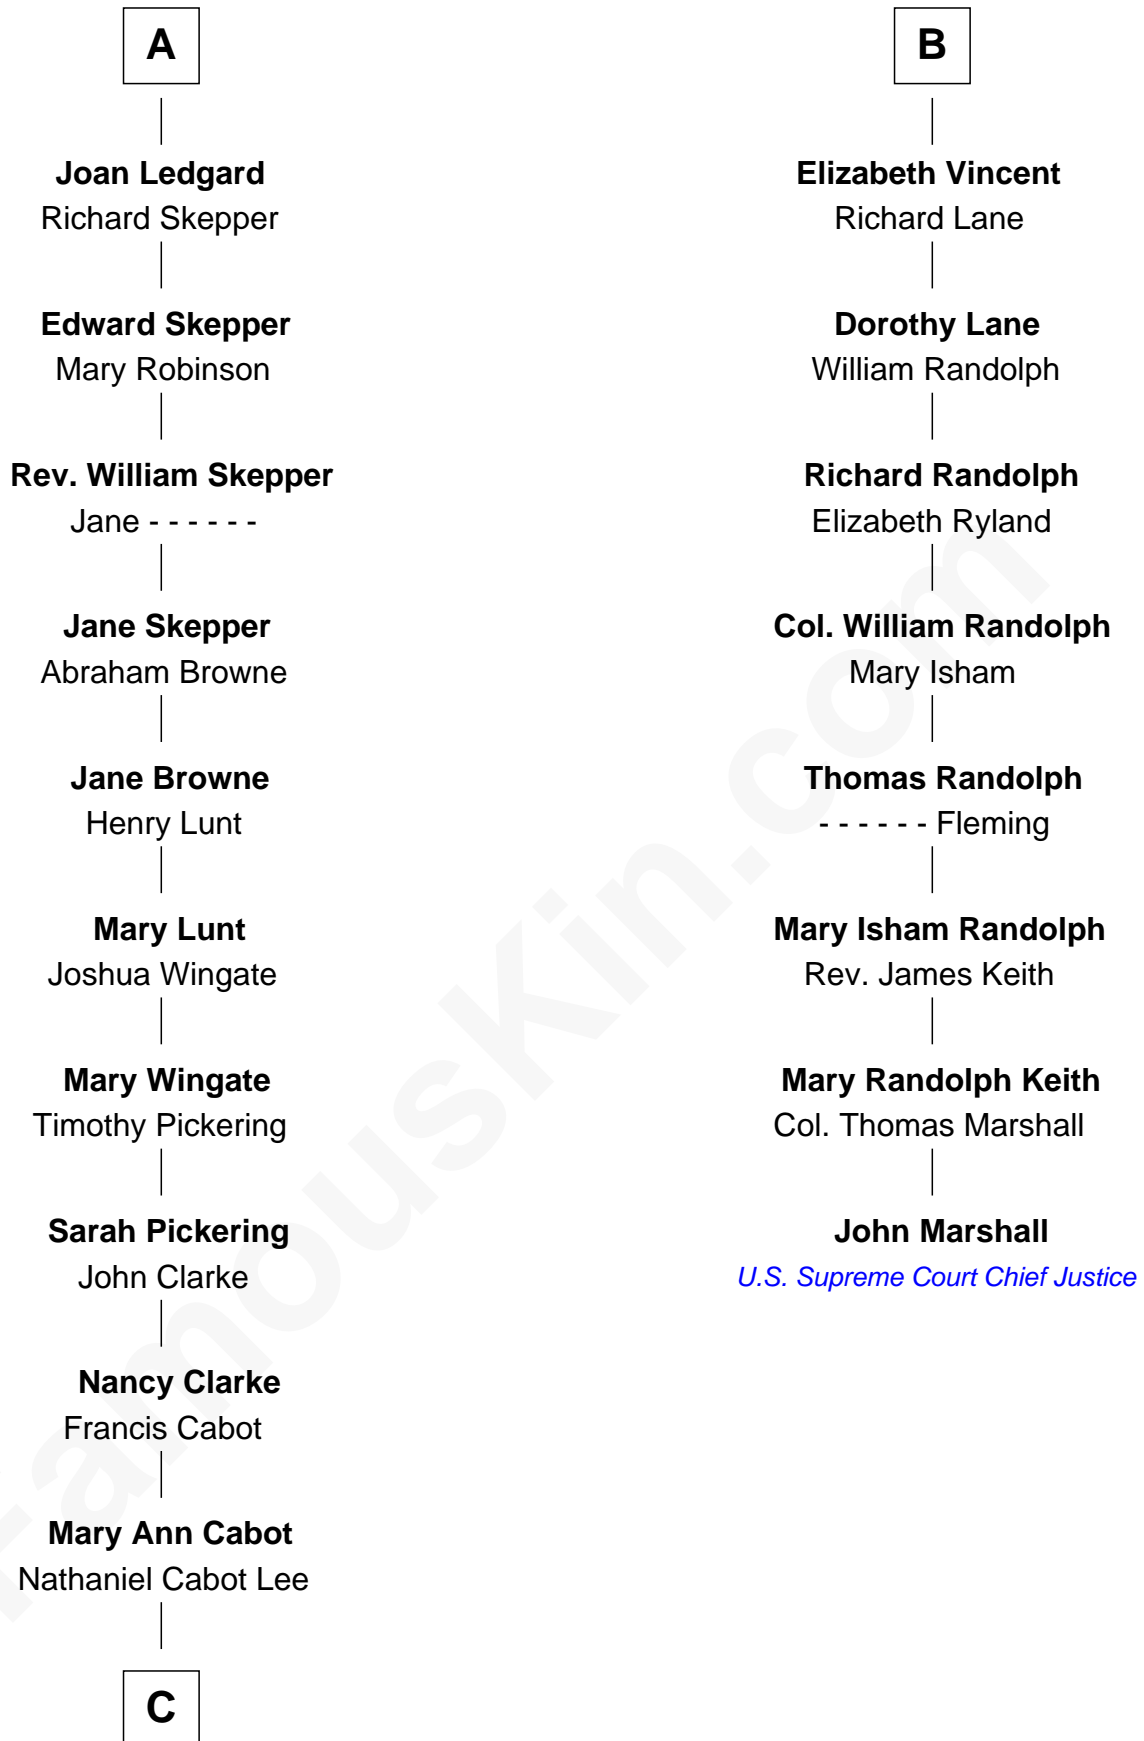 A
Joan Ledgard
Richard Skepper
Edward Skepper
Mary Robinson
Rev. William Skepper
Jane - - - - - -
Jane Skepper
Abraham Browne
Jane Browne
Henry Lunt
Mary Lunt
Joshua Wingate
Mary Wingate
Timothy Pickering
Sarah Pickering
John Clarke
Nancy Clarke
Francis Cabot
Mary Ann Cabot
Nathaniel Cabot Lee
C
B
Elizabeth Vincent
Richard Lane
Dorothy Lane
William Randolph
Richard Randolph
Elizabeth Ryland
Col. William Randolph
Mary Isham
Thomas Randolph
- - - - - - Fleming
Mary Isham Randolph
Rev. James Keith
Mary Randolph Keith
Col. Thomas Marshall
John Marshall
U.S. Supreme Court Chief Justice
FamousKin.com